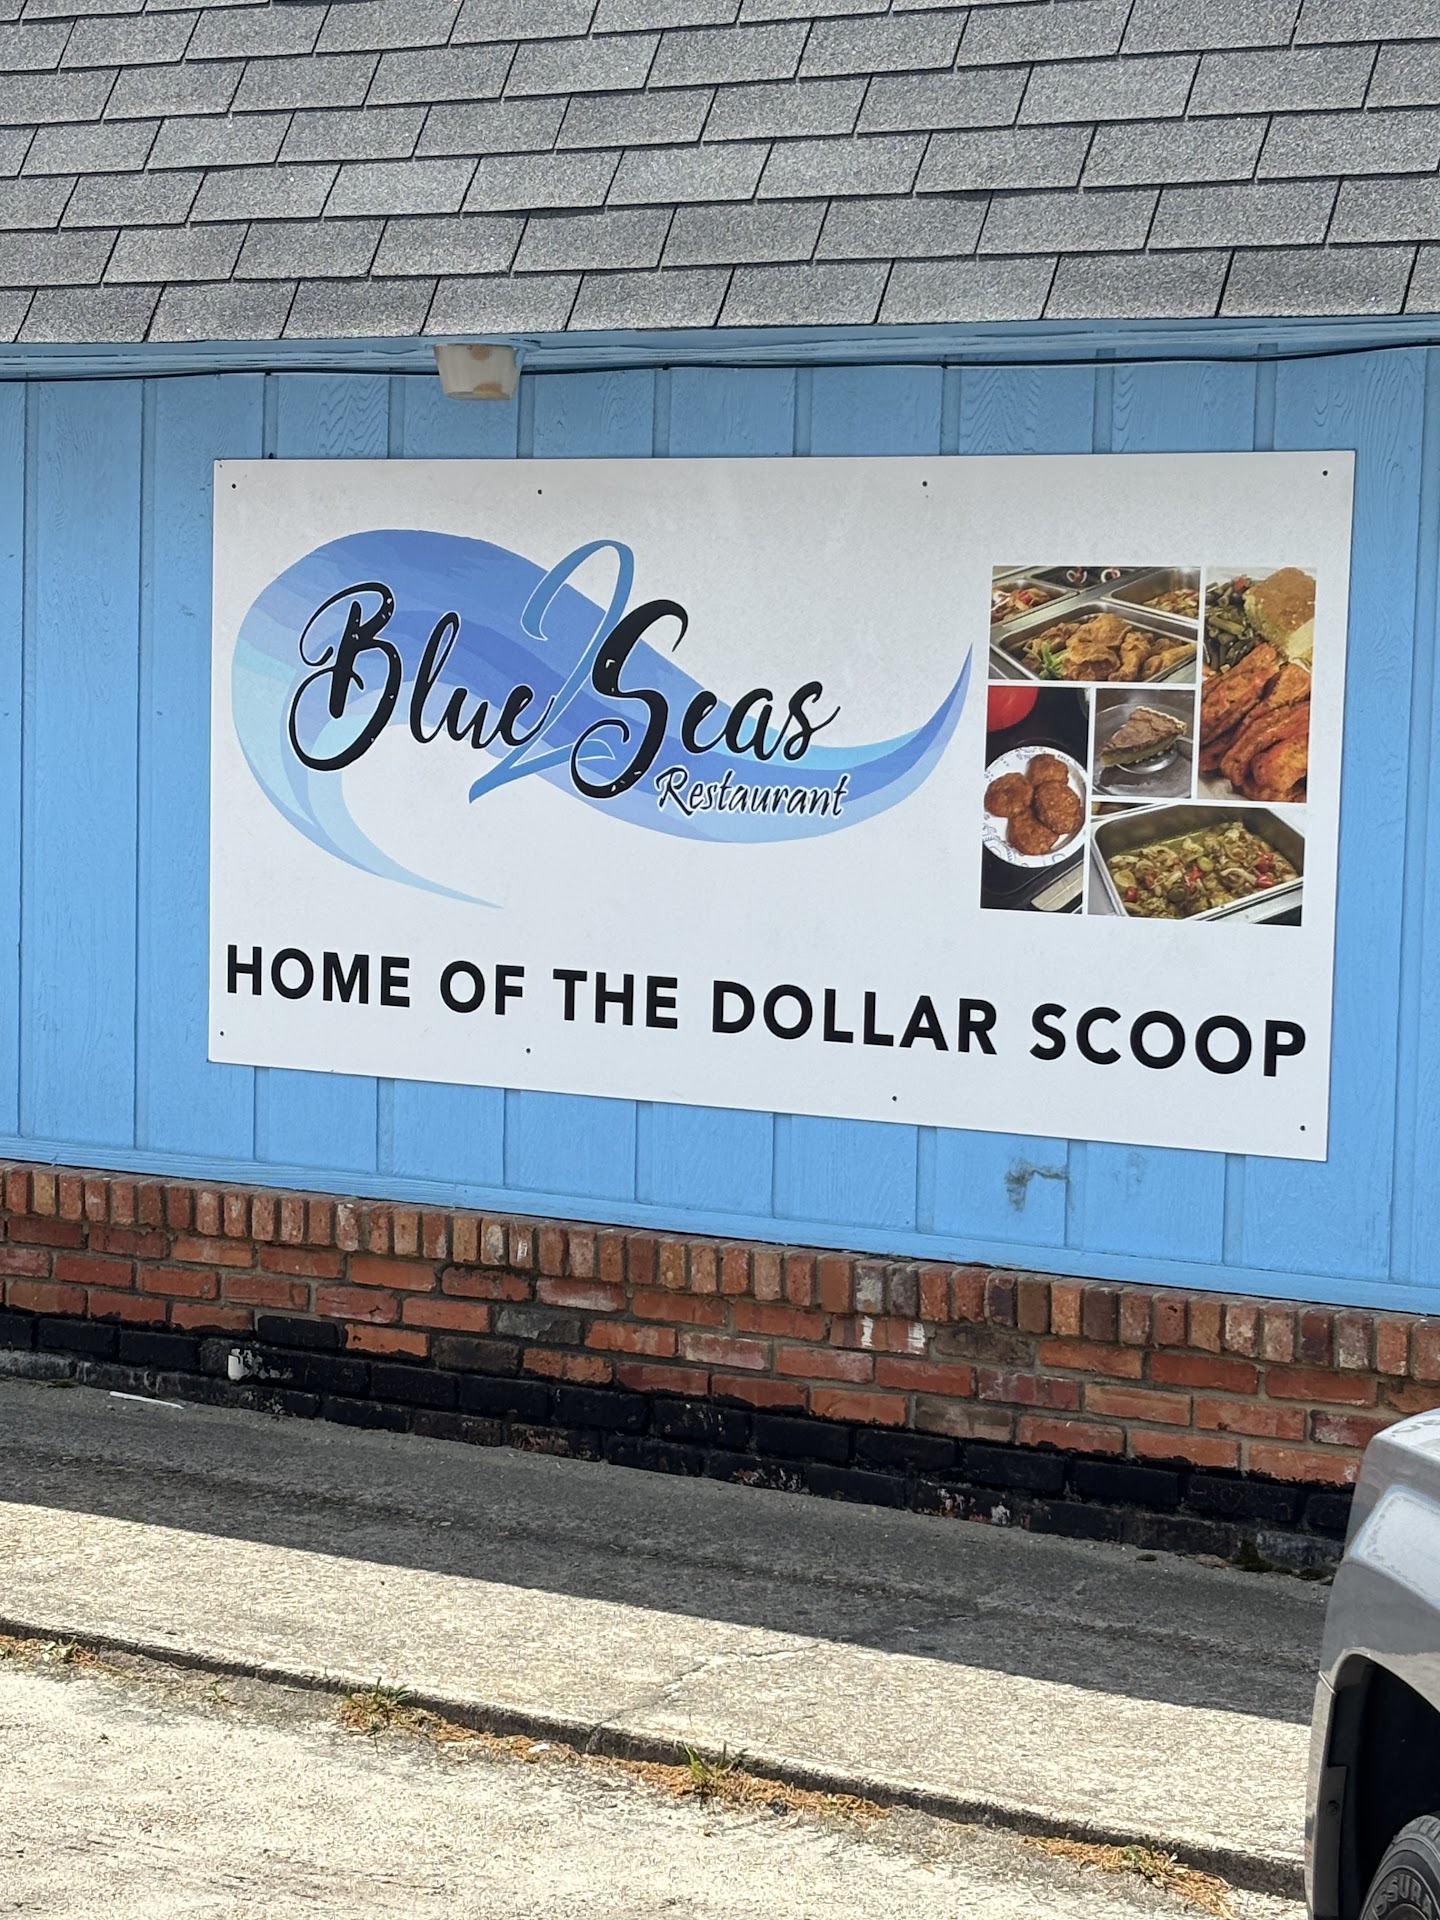 Blue 2 Seas
Restaurant
HOME OF THE DOLLAR SCOOP